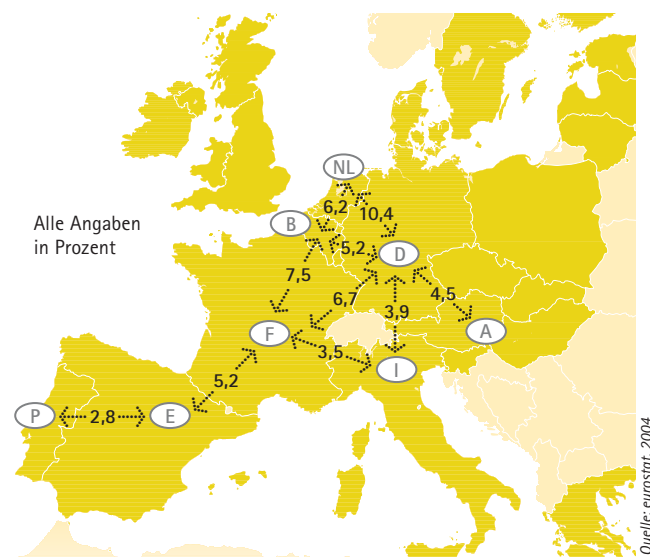 NL
B
6,2
10,4
Alle Angaben
in Prozent
5,2
D
7,5
6,7
4,5
3,9
F
A
3,5
I
5,2
P
2,8
E
Quelle: eurostat, 2004